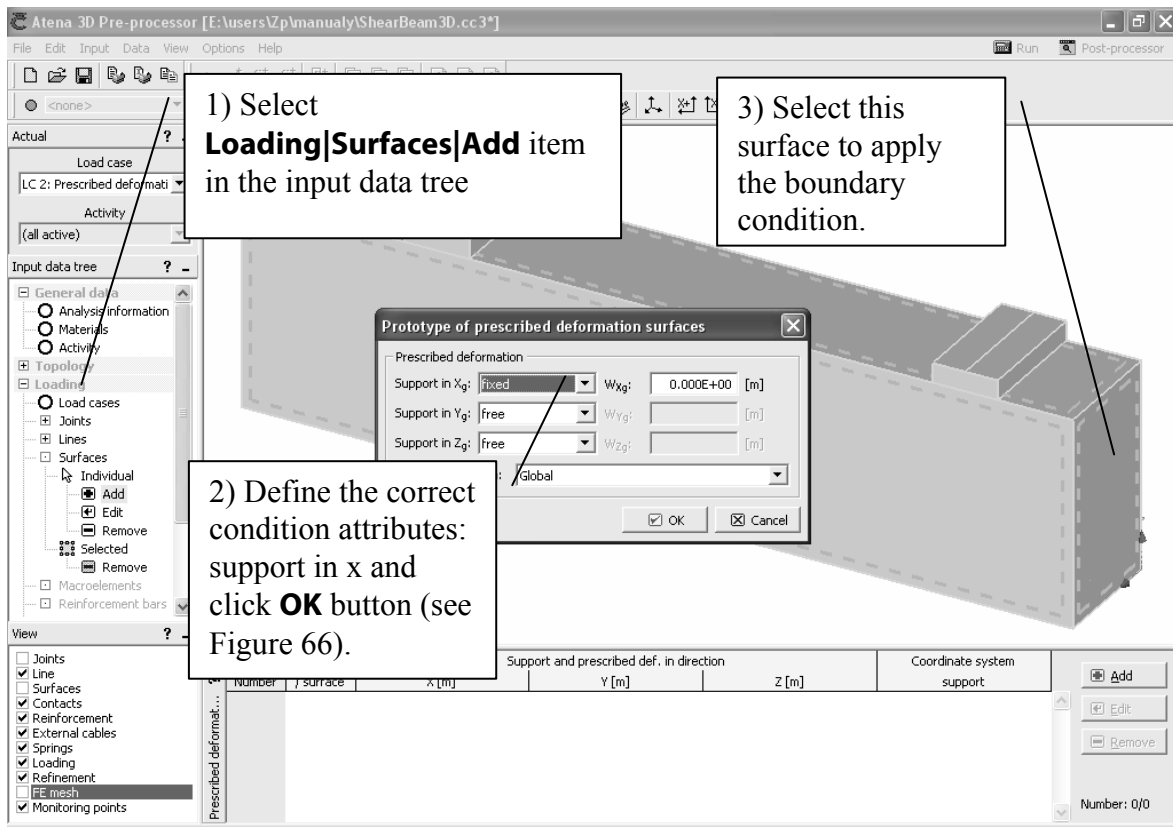 Atena 3D Pre-processor [E:\users\Zp\manualy\ShearBeam3D.cc3*]
File Edit Input Data View Options Help
Run Post-processor
<none>
1) Select
Loading|Surfaces|Add item
in the input data tree
3) Select this
surface to apply
the boundary
condition.
Actual ?
Load case
LC 2: Prescribed deformati
Activity
(all active)
Input data tree ?
General data
Analysis information
Materials
Activity
Topology
Loading
Load cases
Joints
Lines
Surfaces
Individual
Add
Edit
Remove
Selected
Remove
Macroelements
Reinforcement bars
Prototype of prescribed deformation surfaces
Prescribed deformation
Support in Xg: fixed WXg: 0.000E+00 [m]
Support in Yg: free WYg: [m]
Support in Zg: free WZg: [m]
: Global
OK Cancel
2) Define the correct
condition attributes:
support in x and
click OK button (see
Figure 66).
View ?
Joints
Line
Surfaces
Contacts
Reinforcement
External cables
Springs
Loading
Refinement
FE mesh
Monitoring points
Prescribed deformat...
Support and prescribed def. in direction Coordinate system
Number / surface X [m] Y [m] Z [m] support
Add
Edit
Remove
Number: 0/0